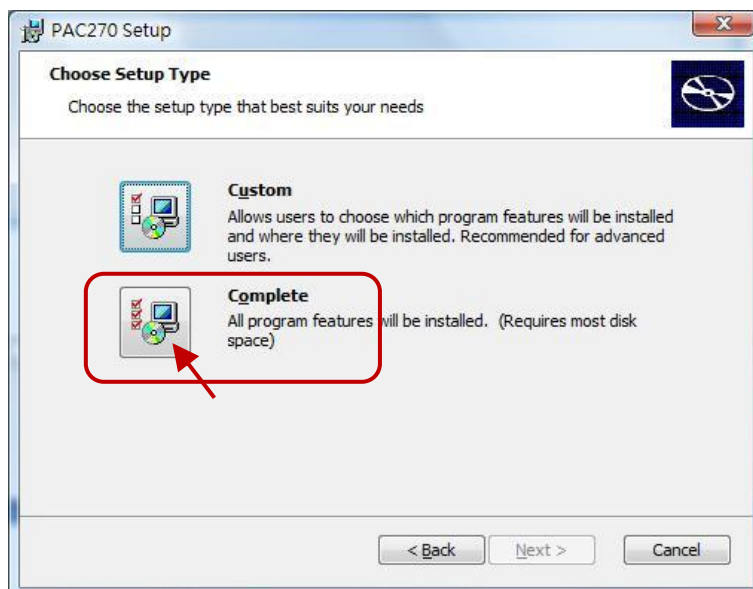 PAC270 Setup
Choose Setup Type
Choose the setup type that best suits your needs
Custom
Allows users to choose which program features will be installed
and where they will be installed. Recommended for advanced
users.
Complete
All program features will be installed. (Requires most disk
space)
< Back
Next >
Cancel